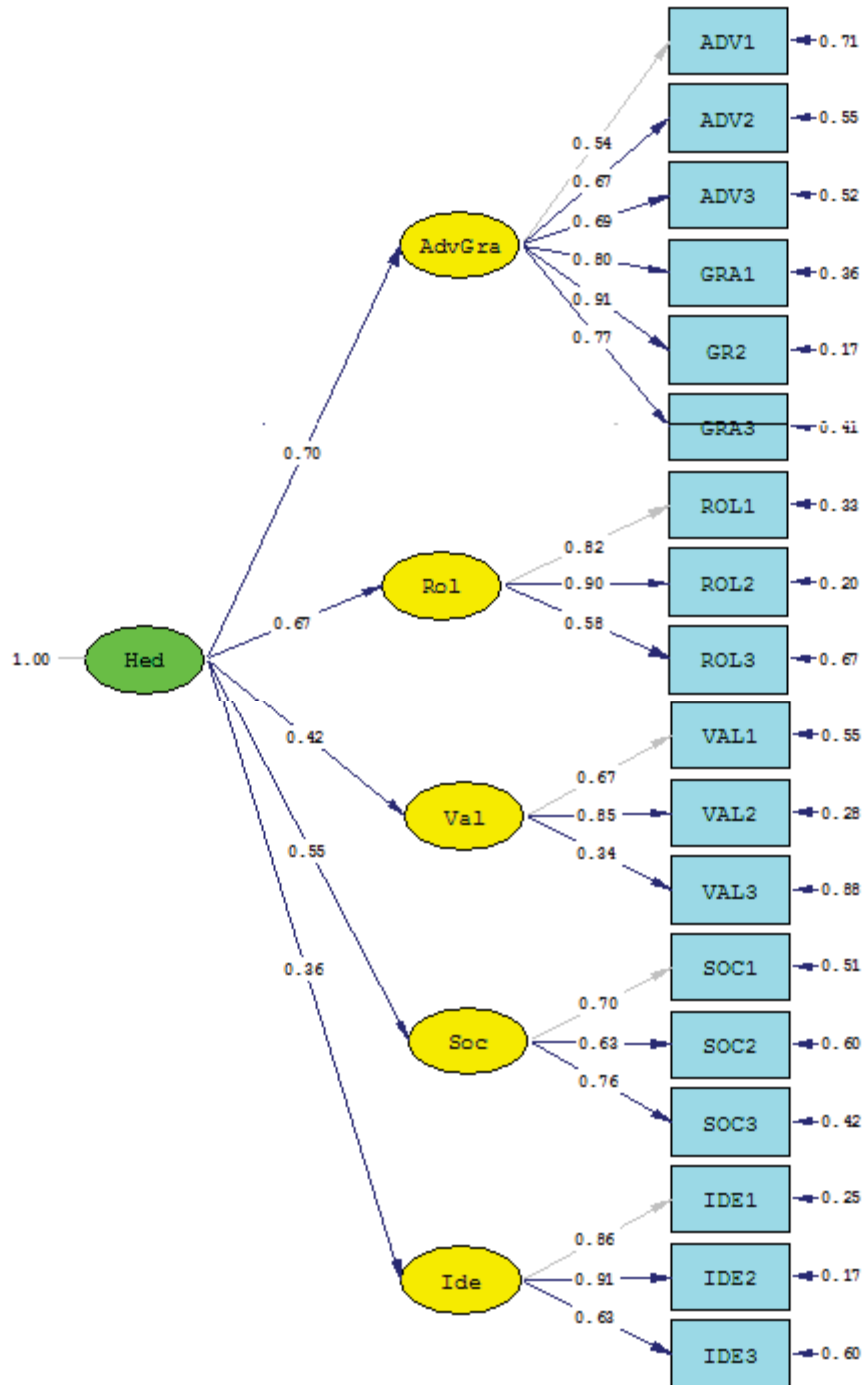 ADV1
0.71
ADV2
0.55
0.54
0.67
ADV3
0.52
0.69
AdvGra
0.80
GRA1
0.36
0.91
0.77
GR2
0.17
GRA3
0.41
0.70
ROL1
0.33
0.82
Rol
0.90
ROL2
0.20
0.67
0.58
1.00
Hed
ROL3
0.67
VAL1
0.55
0.42
0.67
Val
0.85
VAL2
0.28
0.55
0.34
VAL3
0.88
0.36
SOC1
0.51
0.70
Soc
0.63
SOC2
0.60
0.76
SOC3
0.42
IDE1
0.25
0.86
Ide
0.91
IDE2
0.17
0.63
IDE3
0.60